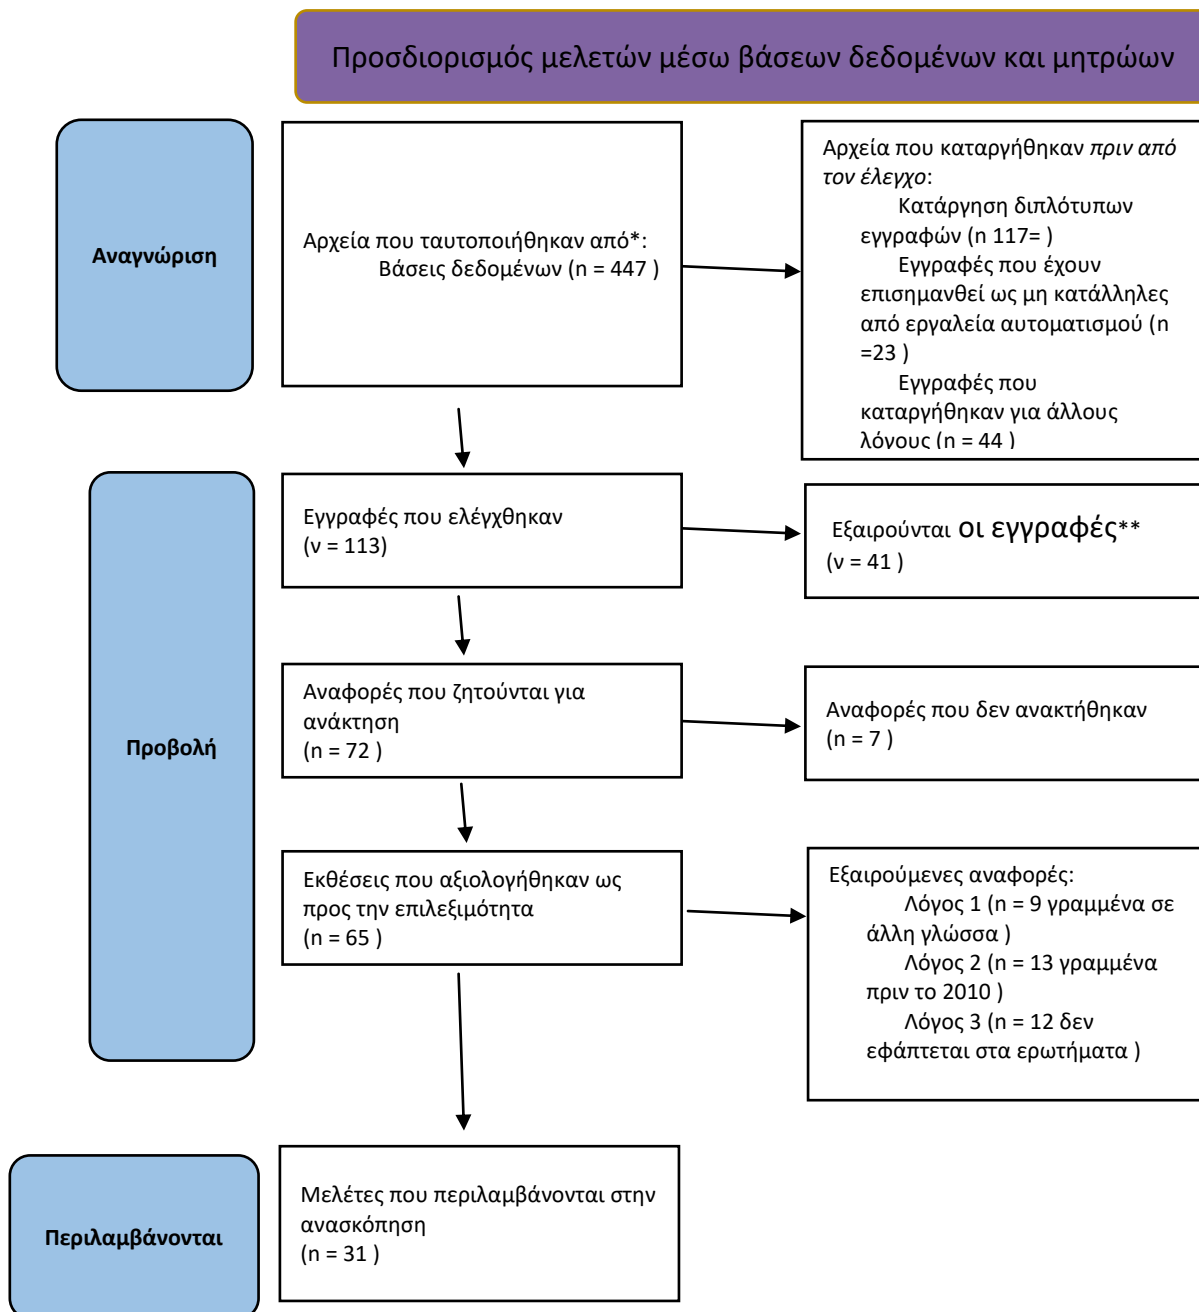 Προσδιορισμός μελετών μέσω βάσεων δεδομένων και μητρώων
Αναγνώριση
Αρχεία που ταυτοποιήθηκαν από*:
Βάσεις δεδομένων (n = 447 )
Αρχεία που καταργήθηκαν πριν από
τον έλεγχο:
Κατάργηση διπλότυπων
εγγραφών (n 117= )
Εγγραφές που έχουν
επισημανθεί ως μη κατάλληλες
από εργαλεία αυτοματισμού (n
=23 )
Εγγραφές που
καταργήθηκαν για άλλους
λόγους (n = 44 )
Προβολή
Εγγραφές που ελέγχθηκαν
(ν = 113)
Εξαιρούνται οι εγγραφές**
(ν = 41 )
Αναφορές που ζητούνται για
ανάκτηση
(n = 72 )
Αναφορές που δεν ανακτήθηκαν
(n = 7 )
Εκθέσεις που αξιολογήθηκαν ως
προς την επιλεξιμότητα
(n = 65 )
Εξαιρούμενες αναφορές:
Λόγος 1 (n = 9 γραμμένα σε
άλλη γλώσσα )
Λόγος 2 (n = 13 γραμμένα
πριν το 2010 )
Λόγος 3 (n = 12 δεν
εφάπτεται στα ερωτήματα )
Περιλαμβάνονται
Μελέτες που περιλαμβάνονται στην
ανασκόπηση
(n = 31 )